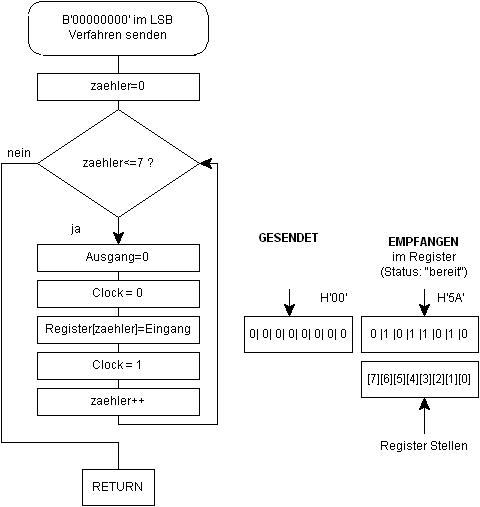 B'00000000' im LSB
Verfahren senden
zaehler=0
nein
zaehler<=7 ?
ja
Ausgang=0
Clock = 0
Register[zaehler]=Eingang
Clock = 1
zaehler++
RETURN
GESENDET
H'00'
0| 0| 0| 0| 0| 0| 0| 0
EMPFANGEN
im Register
(Status: "bereit")
H'5A'
0 |1 |0 |1 |1 |0 |1 |0
[7][6][5][4][3][2][1][0]
Register Stellen